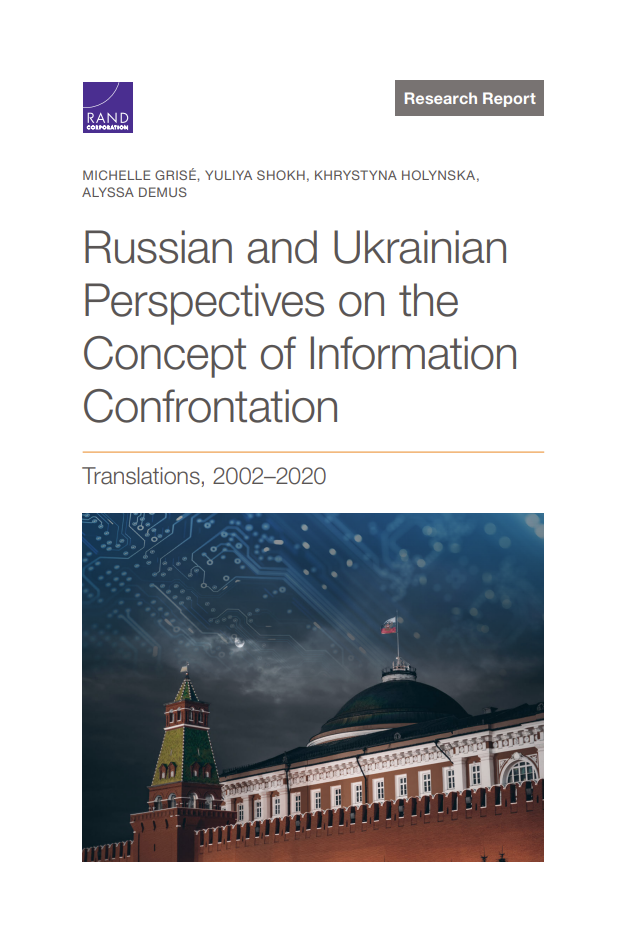 RAND
CORPORATION
Research Report
MICHELLE GRISÉ, YULIYA SHOKH, KHRYSTYNA HOLYNSKA,
ALYSSA DEMUS
Russian and Ukrainian
Perspectives on the
Concept of Information
Confrontation
Translations, 2002–2020